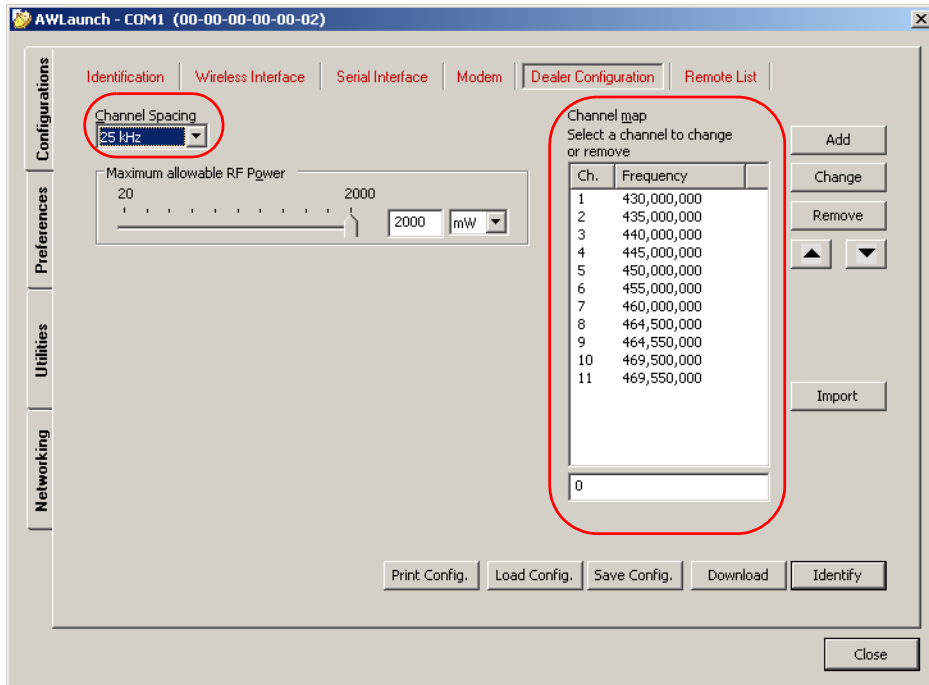 AWLaunch - COM1 (00-00-00-00-00-02)
Configurations
Preferences
Utilities
Networking
Identification Wireless Interface Serial Interface Modem Dealer Configuration Remote List
Channel Spacing
25 kHz
Maximum allowable RF Power
20 2000
2000 mW
Channel map
Select a channel to change
or remove
Ch. Frequency
1 430,000,000
2 435,000,000
3 440,000,000
4 445,000,000
5 450,000,000
6 455,000,000
7 460,000,000
8 464,500,000
9 464,550,000
10 469,500,000
11 469,550,000
0
Add
Change
Remove
Import
Print Config. Load Config. Save Config. Download Identify
Close